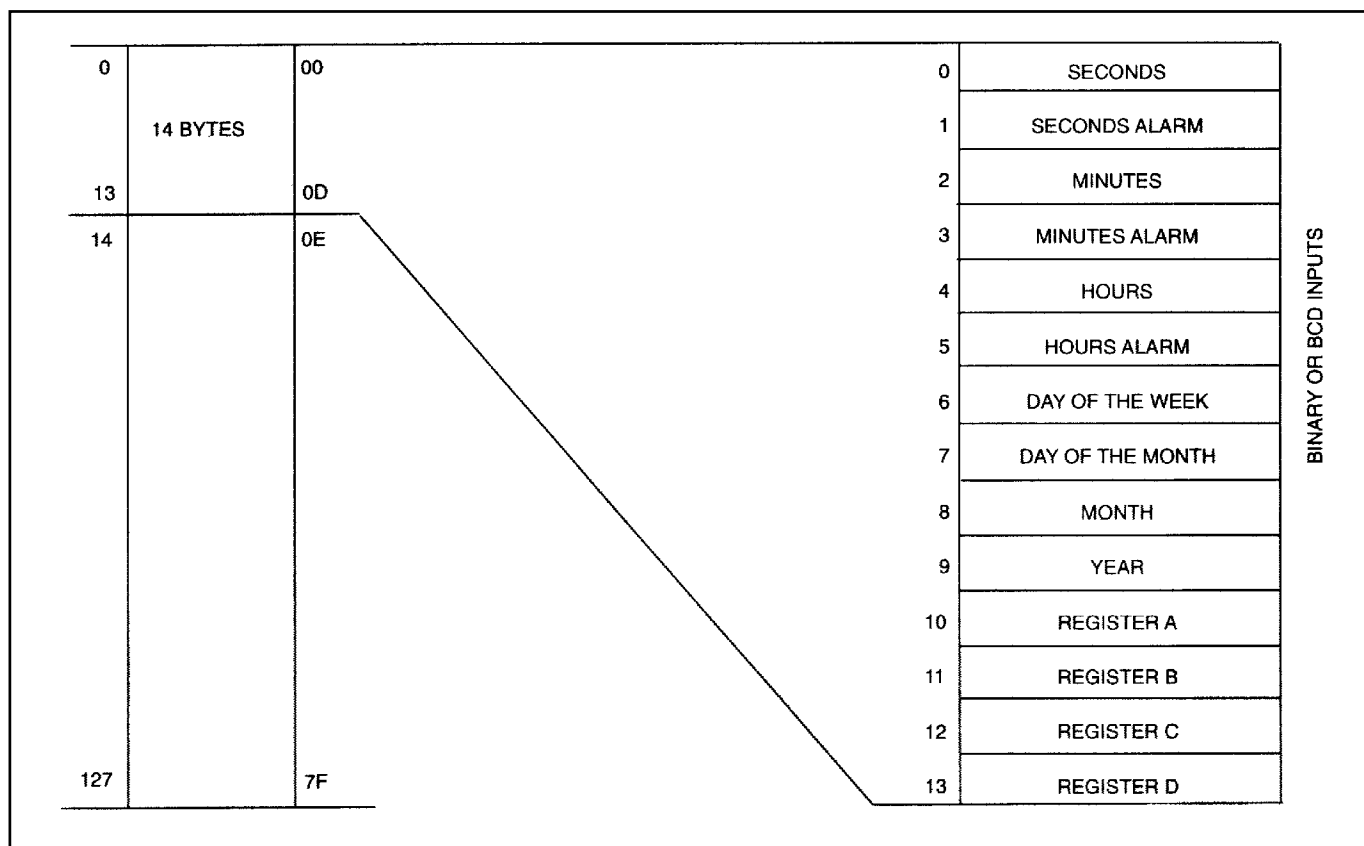 0 00
14 BYTES
13 0D
14 0E
127 7F
0 SECONDS
1 SECONDS ALARM
2 MINUTES
3 MINUTES ALARM
4 HOURS
5 HOURS ALARM
6 DAY OF THE WEEK
7 DAY OF THE MONTH
8 MONTH
9 YEAR
10 REGISTER A
11 REGISTER B
12 REGISTER C
13 REGISTER D
BINARY OR BCD INPUTS